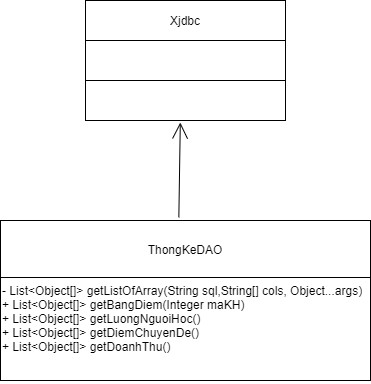 Xjdbc
ThongKeDAO
- List<Object[]> getListOfArray(String sql,String[] cols, Object...args)
+ List<Object[]> getBangDiem(Integer maKH)
+ List<Object[]> getLuongNguoiHoc()
+ List<Object[]> getDiemChuyenDe()
+ List<Object[]> getDoanhThu()